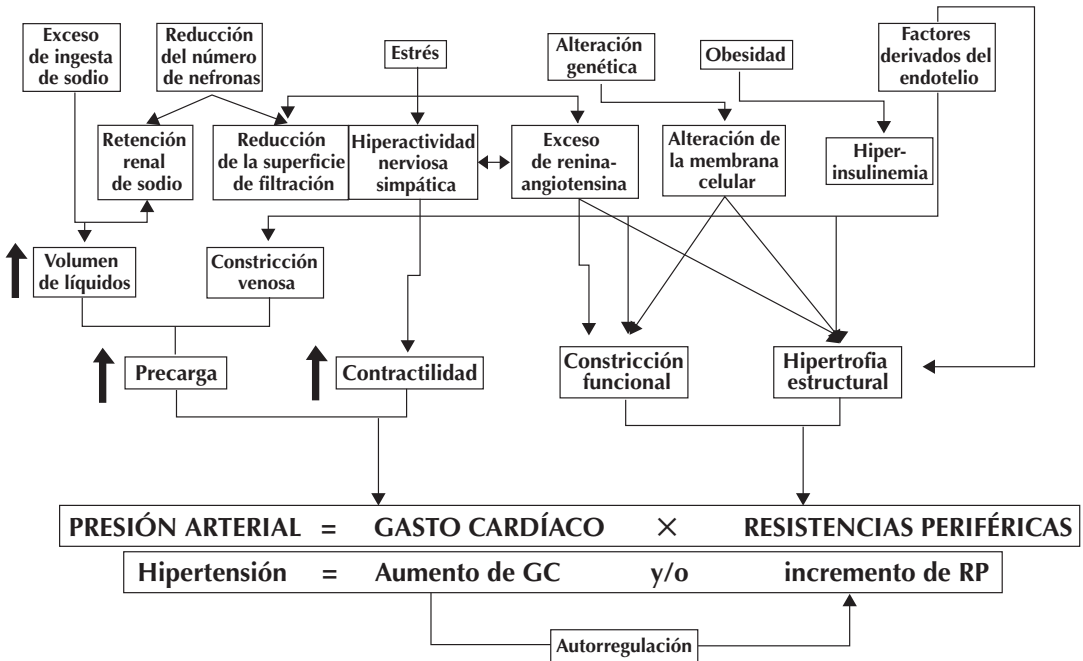 Exceso
de ingesta
de sodio
Reducción
del número
de nefronas
Estrés
Alteración
genética
Obesidad
Factores
derivados del
endotelio
Retención
renal
de sodio
Reducción
de la superficie
de filtración
Hiperactividad
nerviosa
simpática
Exceso
de renina-
angiotensina
Alteración de
la membrana
celular
Hiper-
insulinemia
Volumen
de líquidos
Constricción
venosa
Precarga
Contractilidad
Constricción
funcional
Hipertrofia
estructural
PRESIÓN ARTERIAL = GASTO CARDÍACO × RESISTENCIAS PERIFÉRICAS
Hipertensión = Aumento de GC y/o incremento de RP
Autorregulación